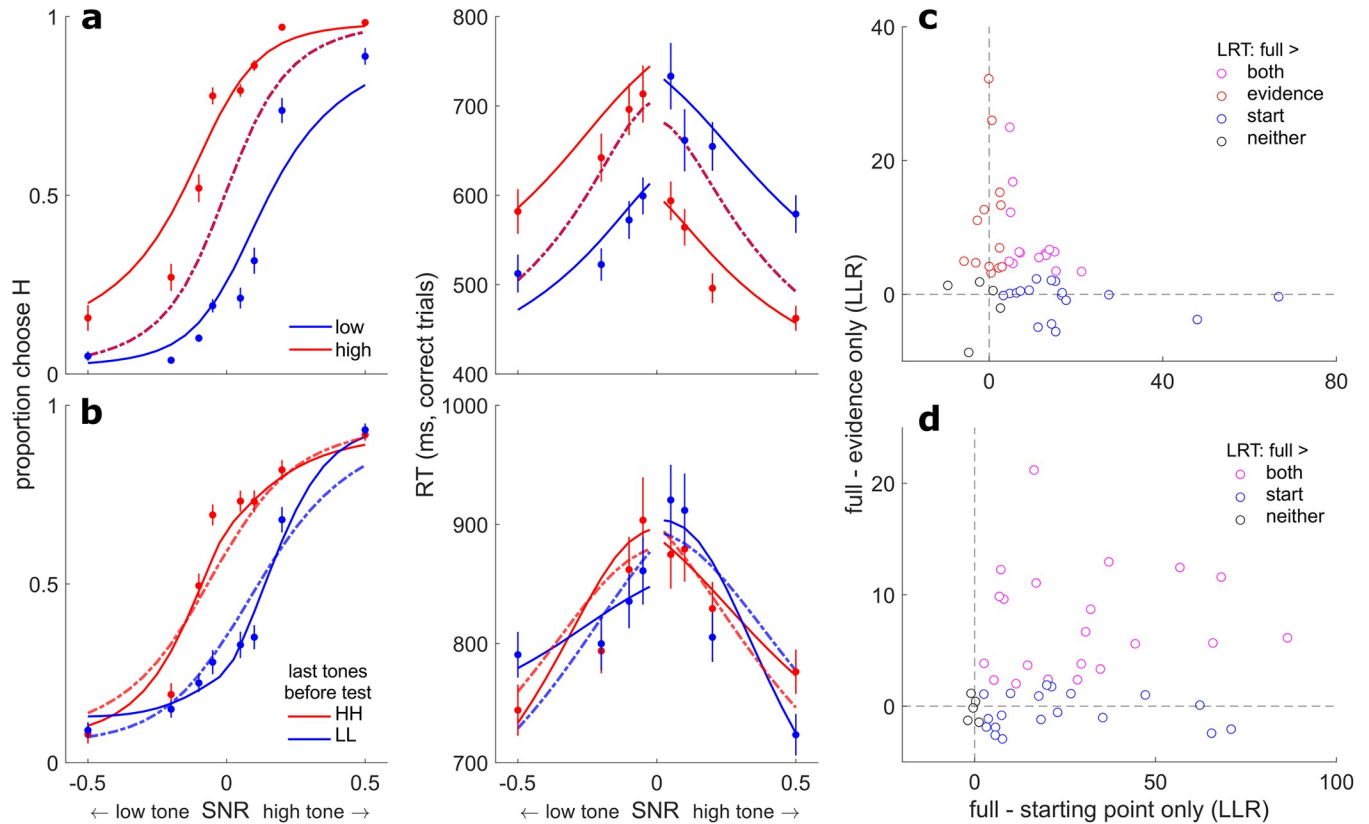 a
1
0.5
0
proportion choose H
low
high
800
700
600
500
400
RT (ms, correct trials)
c
40
20
0
LRT: full >
both
evidence
start
neither
0
40
80
full - evidence only (LLR)
b
1
0.5
0
last tones
before test
HH
LL
-0.5
0
0.5
← low tone SNR high tone →
1000
900
800
700
-0.5
0
0.5
← low tone SNR high tone →
d
20
10
0
LRT: full >
both
start
neither
0
50
100
full - starting point only (LLR)